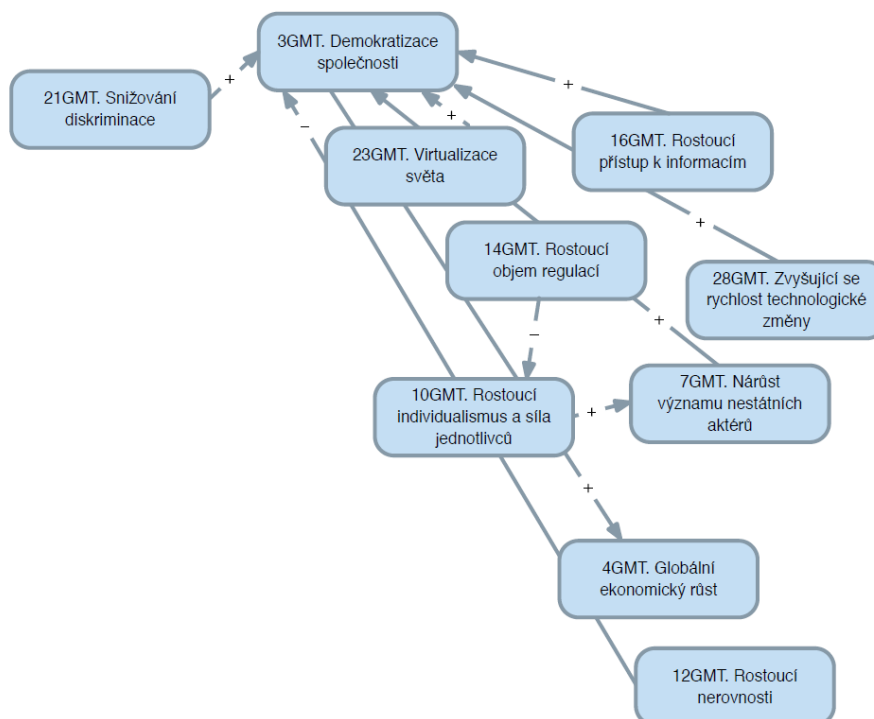 3GMT. Demokratizace
společnosti
+
21GMT. Snižování
diskriminace
+
–
+
23GMT. Virtualizace
světa
16GMT. Rostoucí
přístup k informacím
+
14GMT. Rostoucí
objem regulací
28GMT. Zvyšující se
rychlost technologické
změny
–
+
10GMT. Rostoucí
individualismus a síla
jednotlivců
+
7GMT. Nárůst
významu nestátních
aktérů
+
4GMT. Globální
ekonomický růst
12GMT. Rostoucí
nerovnosti